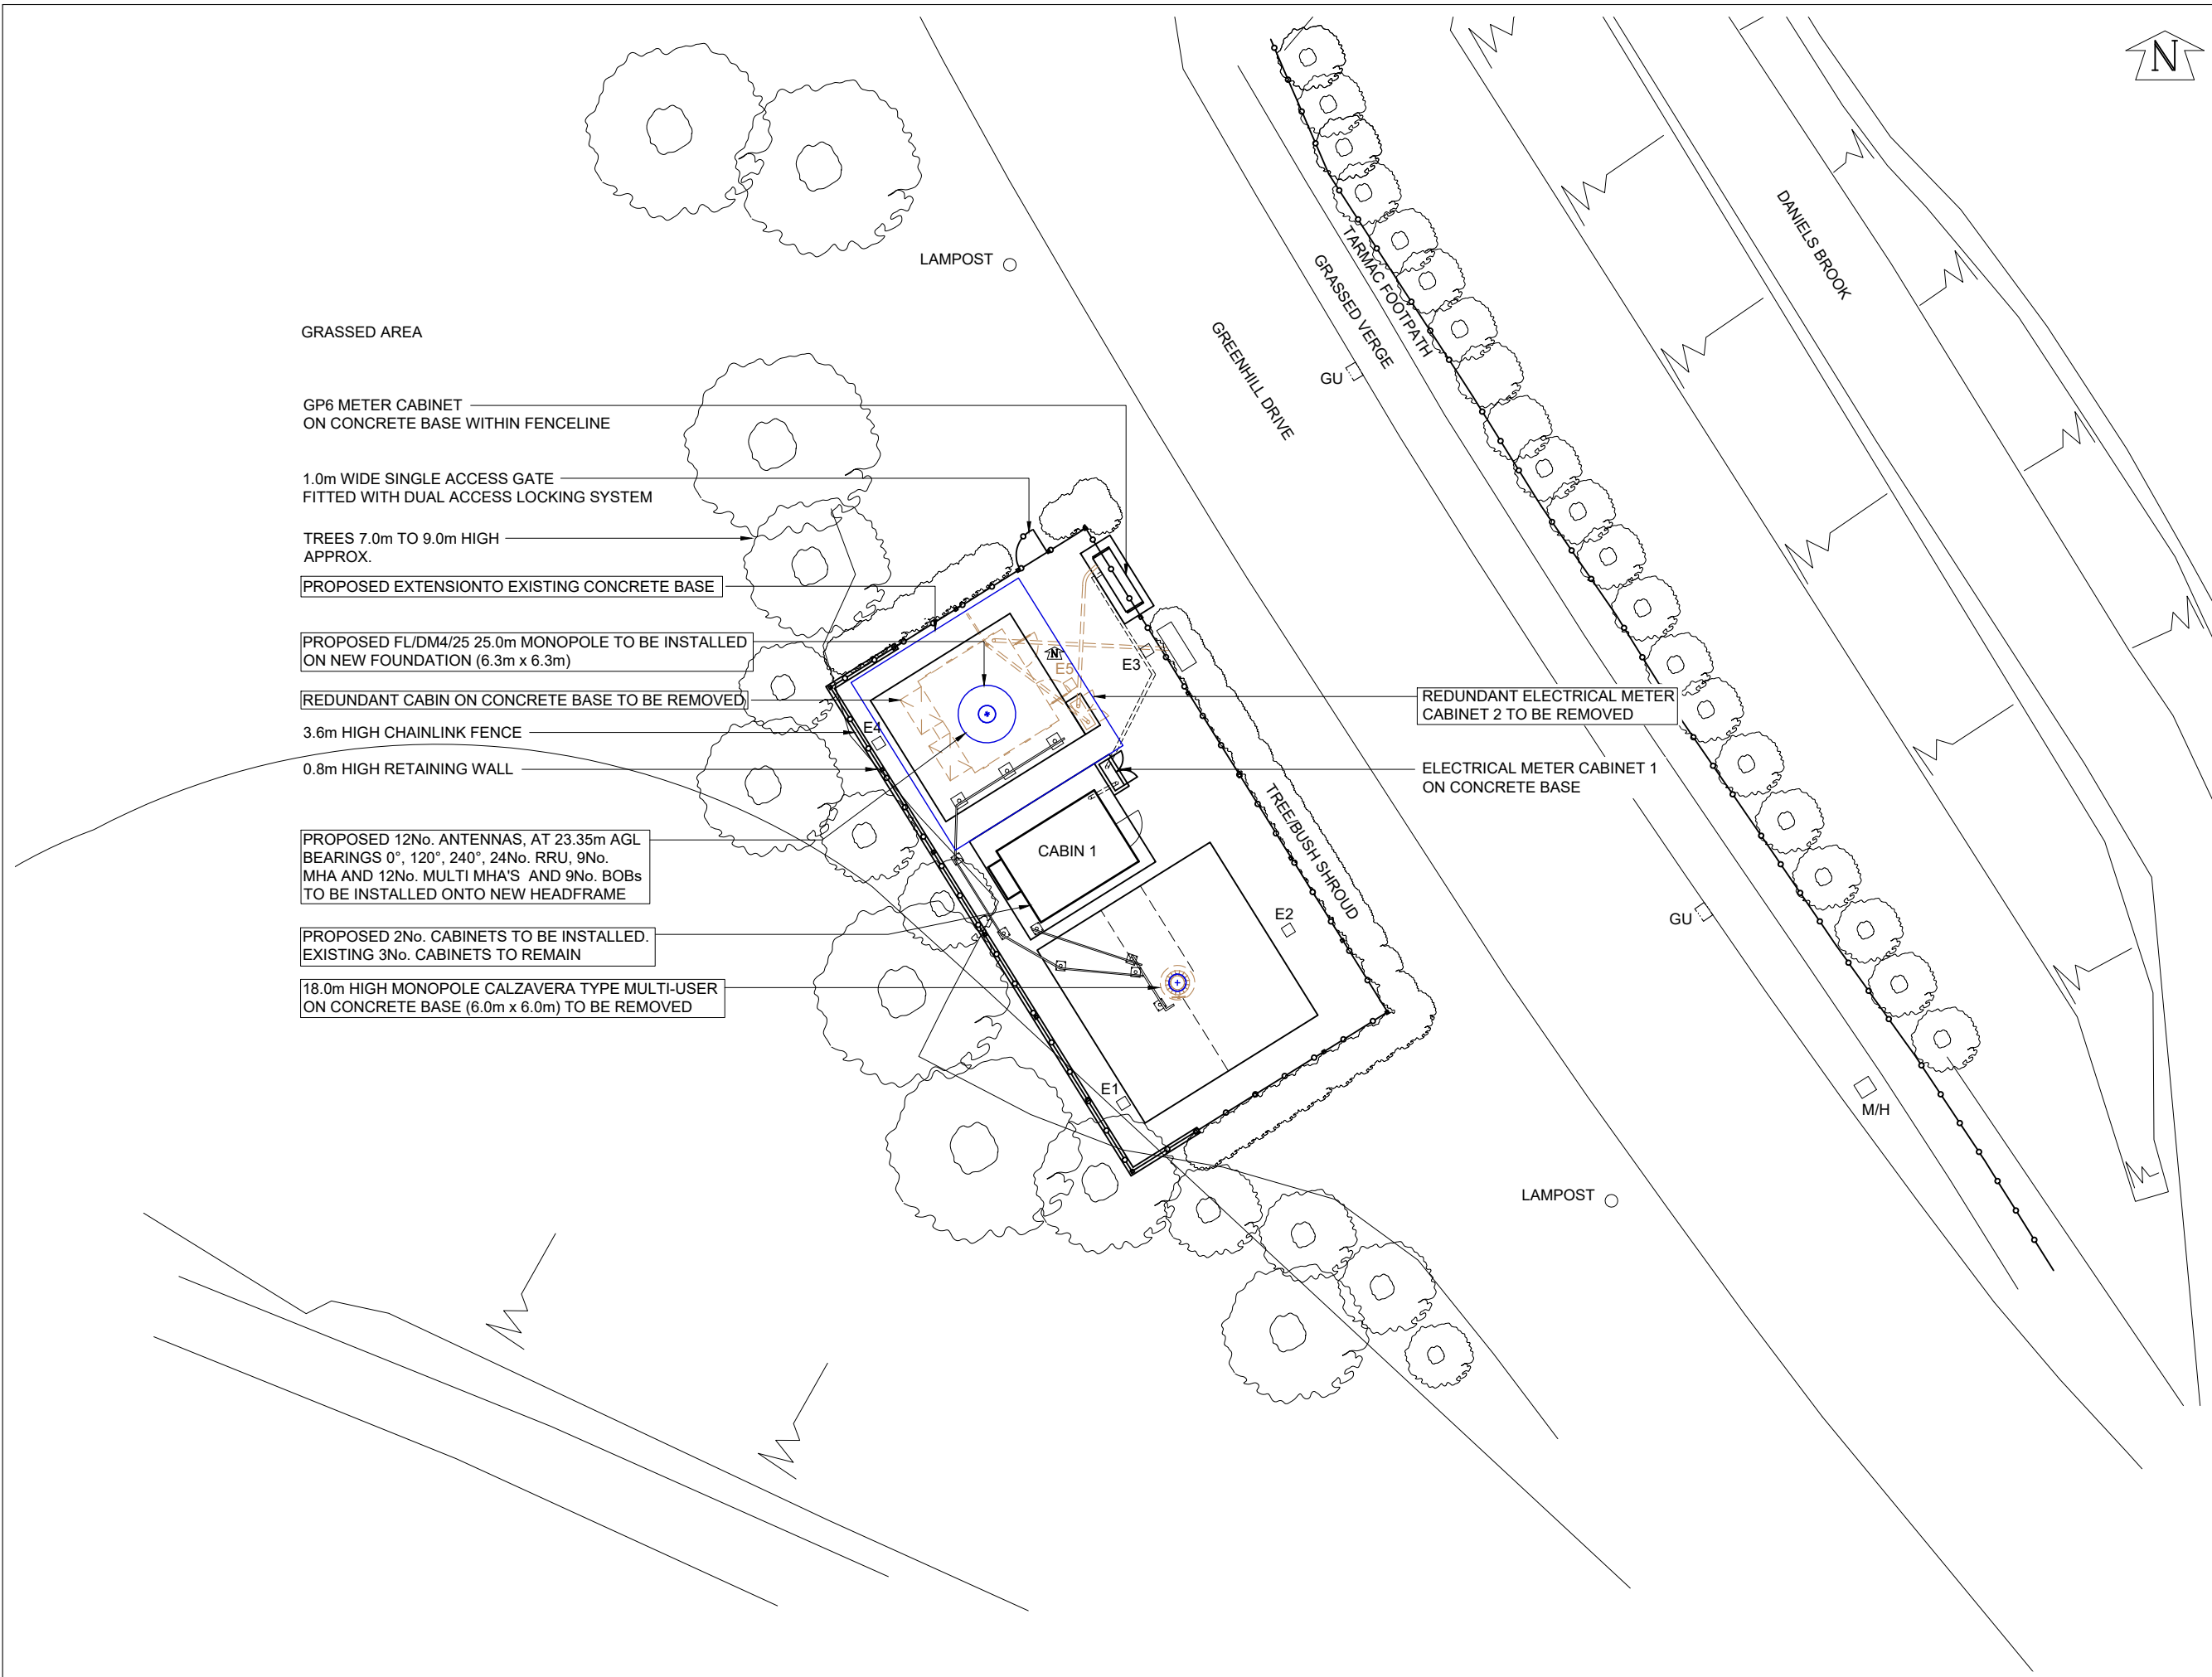 N
LAMPOST
GRASSED AREA
GP6 METER CABINET
ON CONCRETE BASE WITHIN FENCELINE
1.0m WIDE SINGLE ACCESS GATE
FITTED WITH DUAL ACCESS LOCKING SYSTEM
TREES 7.0m TO 9.0m HIGH
APPROX.
PROPOSED EXTENSIONTO EXISTING CONCRETE BASE
PROPOSED FL/DM4/25 25.0m MONOPOLE TO BE INSTALLED
ON NEW FOUNDATION (6.3m x 6.3m)
REDUNDANT CABIN ON CONCRETE BASE TO BE REMOVED
3.6m HIGH CHAINLINK FENCE
0.8m HIGH RETAINING WALL
PROPOSED 12No. ANTENNAS, AT 23.35m AGL
BEARINGS 0°, 120°, 240°, 24No. RRU, 9No.
MHA AND 12No. MULTI MHA'S AND 9No. BOBs
TO BE INSTALLED ONTO NEW HEADFRAME
PROPOSED 2No. CABINETS TO BE INSTALLED.
EXISTING 3No. CABINETS TO REMAIN
18.0m HIGH MONOPOLE CALZAVERA TYPE MULTI-USER
ON CONCRETE BASE (6.0m x 6.0m) TO BE REMOVED
GREENHILL DRIVE
GRASSED VERGE
TARMAC FOOTPATH
DANIELS BROOK
GU
N
E3
E5
E4
REDUNDANT ELECTRICAL METER
CABINET 2 TO BE REMOVED
ELECTRICAL METER CABINET 1
ON CONCRETE BASE
TREE/BUSH SHROUD
CABIN 1
E2
GU
E1
M/H
LAMPOST